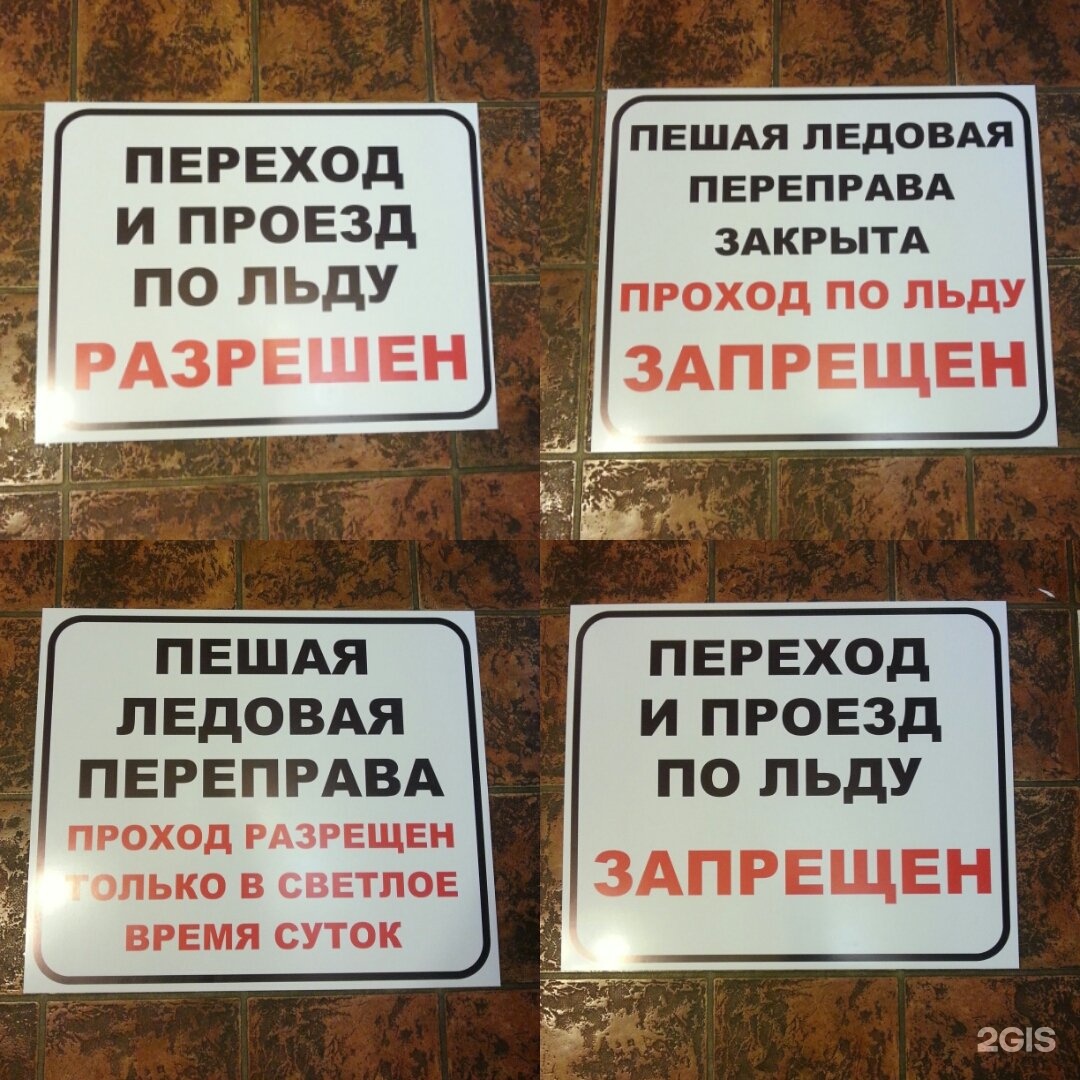 ПЕРЕХОД
И ПРОЕЗД
ПО ЛЬДУ
РАЗРЕШЕН
ПЕШАЯ ЛЕДОВАЯ
ПЕРЕПРАВА
ЗАКРЫТА
ПРОХОД ПО ЛЬДУ
ЗАПРЕЩЕН
ПЕШАЯ
ЛЕДОВАЯ
ПЕРЕПРАВА
ПРОХОД РАЗРЕЩЕН
ТОЛЬКО В СВЕТЛОЕ
ВРЕМЯ СУТОК
ПЕРЕХОД
И ПРОЕЗД
ПО ЛЬДУ
ЗАПРЕЩЕН
2GIS